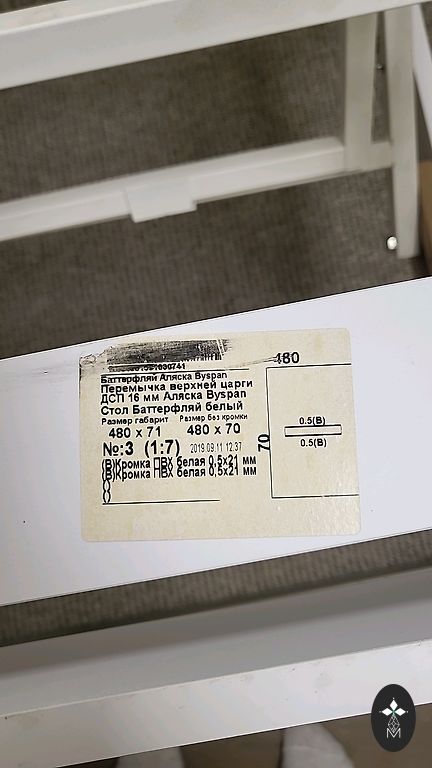 480
Баттерфляй Аляска Byspan
Перемычка верхней царги
ДСП 16 мм Аляска Byspan
Стол Баттерфляй белый
Размер габарит Размер без кромки
480 x 71 480 x 70
№:3 (1:7) 2019.09.11 12:37
(В)Кромка ПВХ белая 0,5x21 мм
(В)Кромка ПВХ белая 0,5x21 мм
()
()
70
0.5(В)
0.5(В)
M